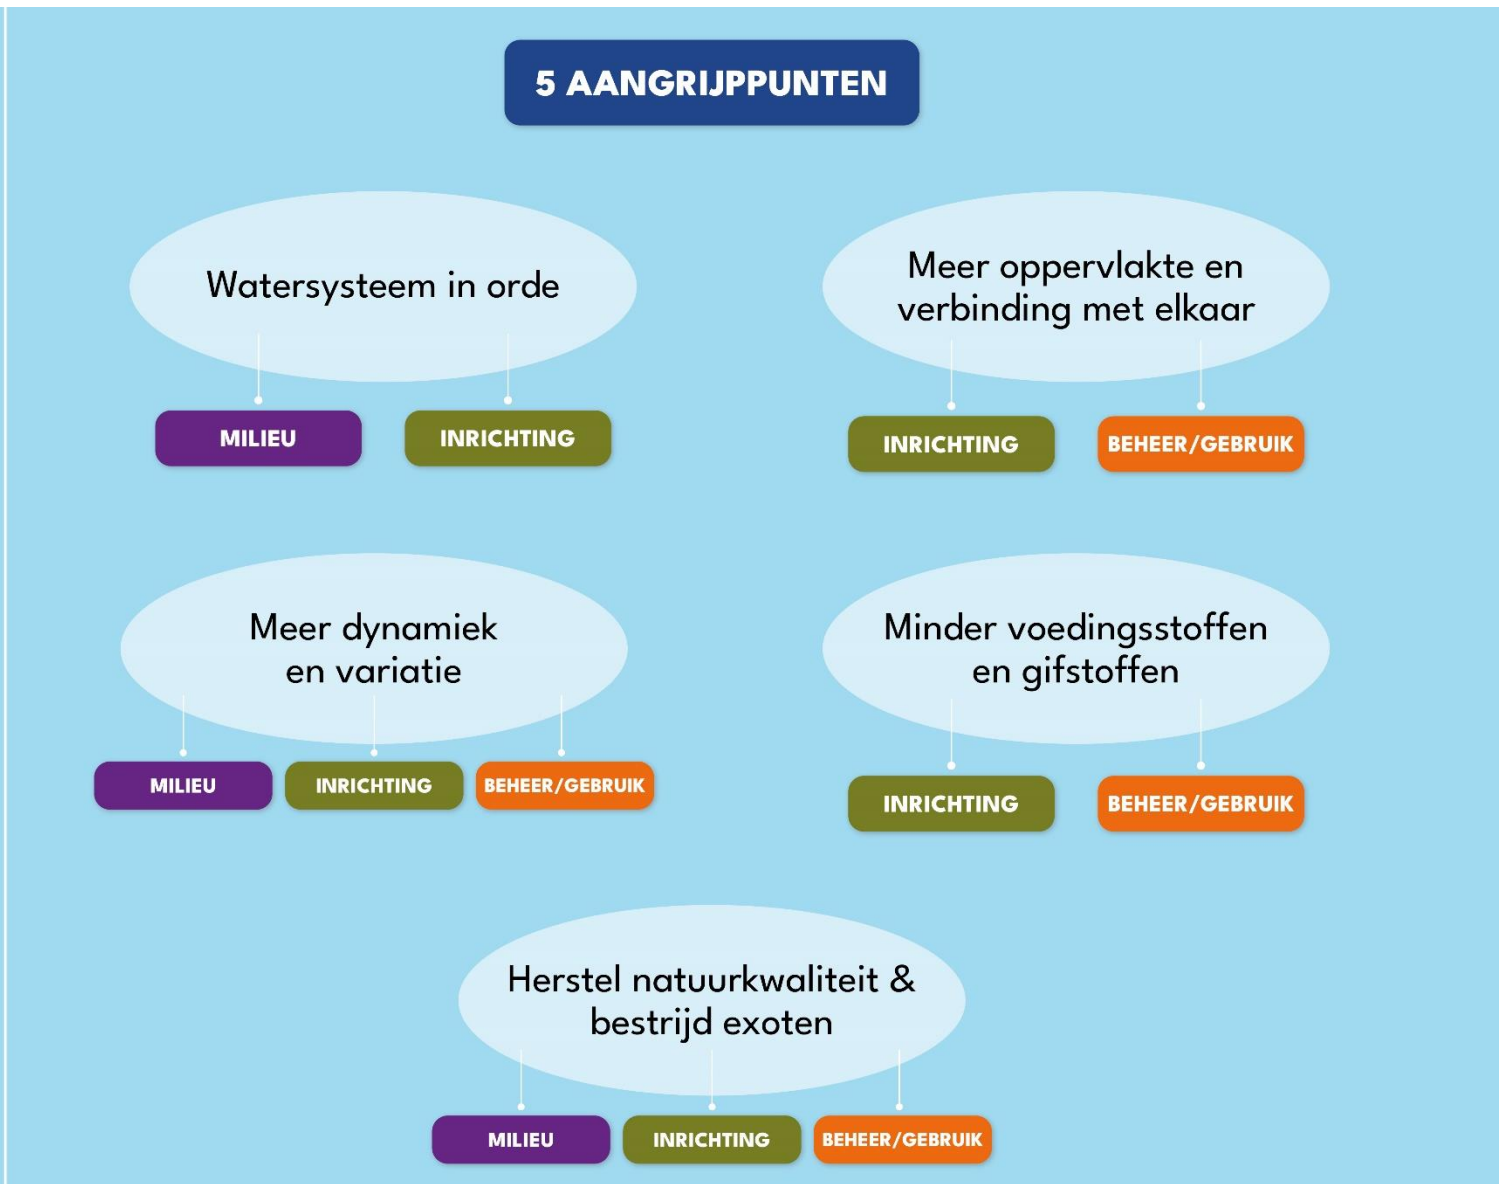 5 AANGRIJPPUNTEN
Watersysteem in orde
MILIEU
INRICHTING
Meer oppervlakte en
verbinding met elkaar
INRICHTING
BEHEER/GEBRUIK
Meer dynamiek
en variatie
MILIEU
INRICHTING
BEHEER/GEBRUIK
Minder voedingsstoffen
en gifstoffen
INRICHTING
BEHEER/GEBRUIK
Herstel natuurkwaliteit &
bestrijd exoten
MILIEU
INRICHTING
BEHEER/GEBRUIK